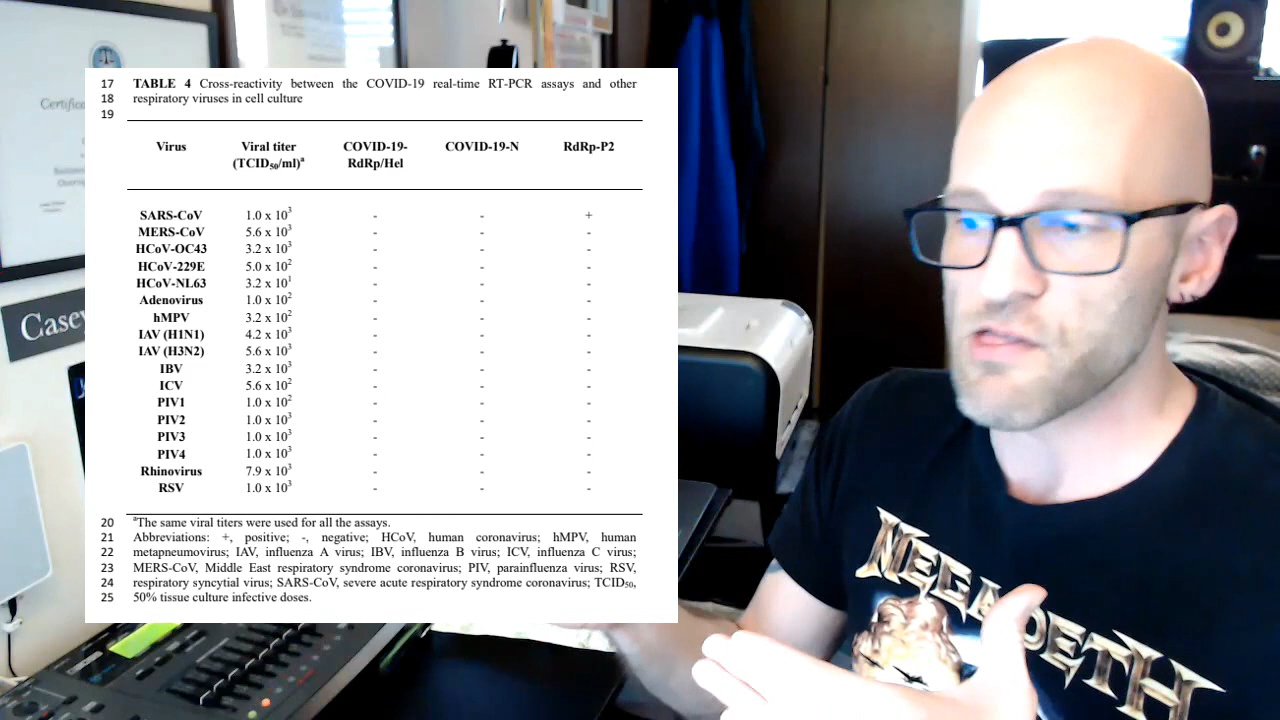 Certific
Casey
17 TABLE 4 Cross-reactivity between the COVID-19 real-time RT-PCR assays and other
18 respiratory viruses in cell culture
19
Virus Viral titer (TCID₅₀/ml)ᵃ COVID-19-RdRp/Hel COVID-19-N RdRp-P2
SARS-CoV 1.0 x 10³ - - +
MERS-CoV 5.6 x 10³ - - -
HCoV-OC43 3.2 x 10³ - - -
HCoV-229E 5.0 x 10² - - -
HCoV-NL63 3.2 x 10¹ - - -
Adenovirus 1.0 x 10² - - -
hMPV 3.2 x 10² - - -
IAV (H1N1) 4.2 x 10³ - - -
IAV (H3N2) 5.6 x 10³ - - -
IBV 3.2 x 10³ - - -
ICV 5.6 x 10² - - -
PIV1 1.0 x 10² - - -
PIV2 1.0 x 10³ - - -
PIV3 1.0 x 10³ - - -
PIV4 1.0 x 10³ - - -
Rhinovirus 7.9 x 10³ - - -
RSV 1.0 x 10³ - - -
20 ᵃThe same viral titers were used for all the assays.
21 Abbreviations: +, positive; -, negative; HCoV, human coronavirus; hMPV, human
22 metapneumovirus; IAV, influenza A virus; IBV, influenza B virus; ICV, influenza C virus;
23 MERS-CoV, Middle East respiratory syndrome coronavirus; PIV, parainfluenza virus; RSV,
24 respiratory syncytial virus; SARS-CoV, severe acute respiratory syndrome coronavirus; TCID₅₀,
25 50% tissue culture infective doses.
MEGADETH